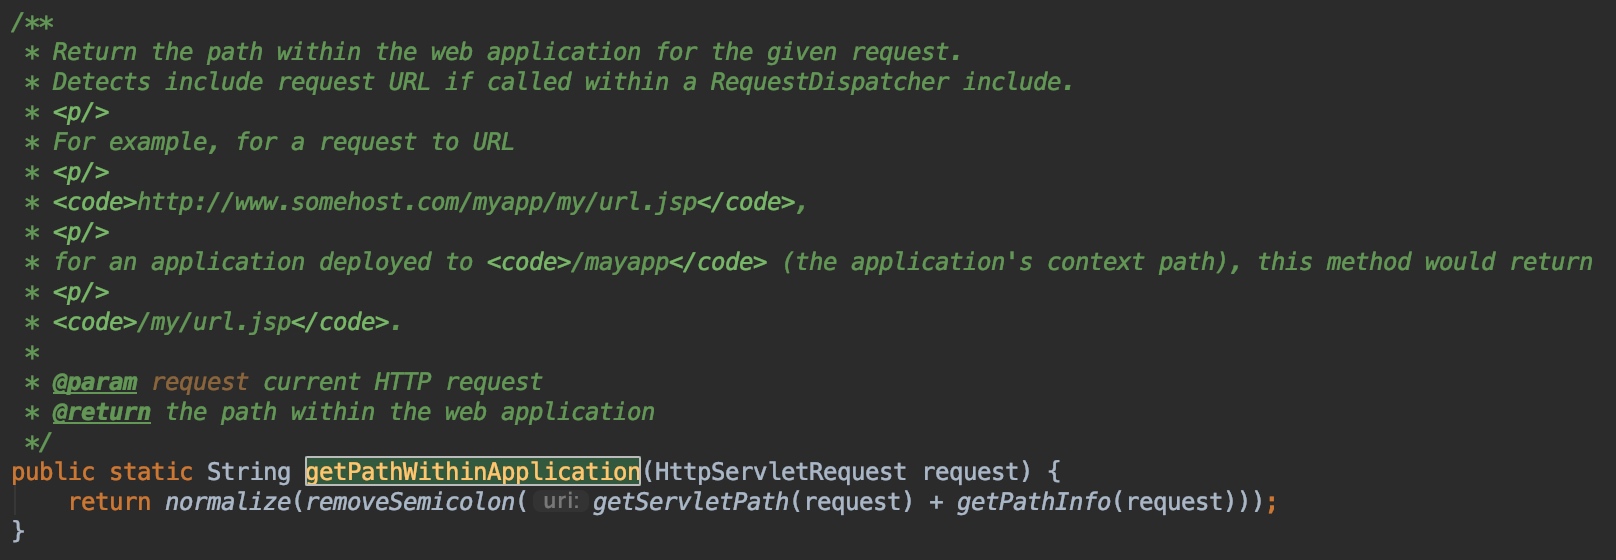 /**
* Return the path within the web application for the given request.
* Detects include request URL if called within a RequestDispatcher include.
* <p/>
* For example, for a request to URL
* <p/>
* <code>http://www.somehost.com/myapp/my/url.jsp</code>,
* <p/>
* for an application deployed to <code>/mayapp</code> (the application's context path), this method would return
* <p/>
* <code>/my/url.jsp</code>.
*
* @param request current HTTP request
* @return the path within the web application
*/
public static String getPathWithinApplication(HttpServletRequest request) {
return normalize(removeSemicolon( uri: getServletPath(request) + getPathInfo(request)));
}